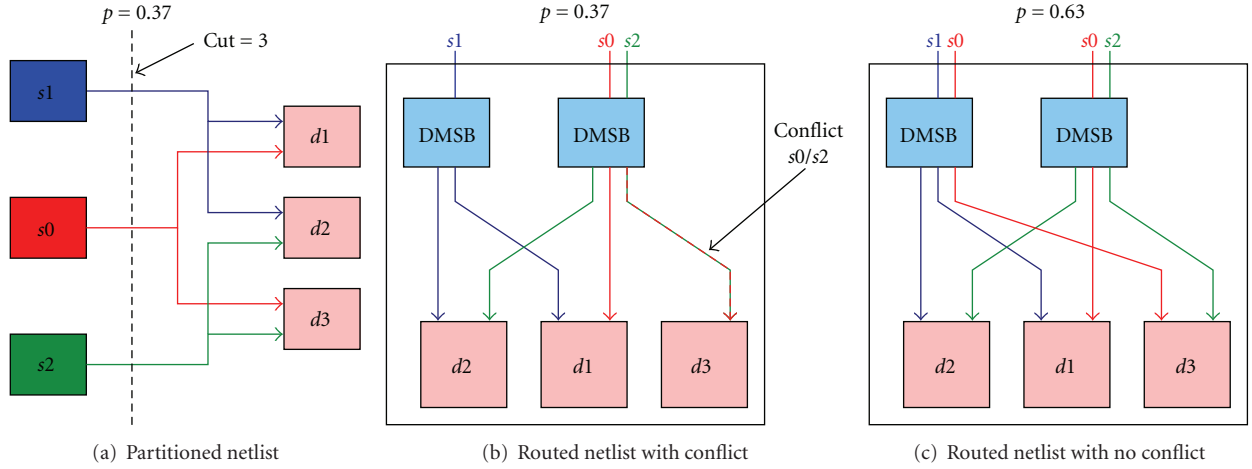 p = 0.37
Cut = 3
s1
s0
s2
d1
d2
d3
(a) Partitioned netlist
p = 0.37
s1
s0 s2
DMSB
DMSB
Conflict
s0/s2
d2
d1
d3
(b) Routed netlist with conflict
p = 0.63
s1 s0
s0 s2
DMSB
DMSB
d2
d1
d3
(c) Routed netlist with no conflict